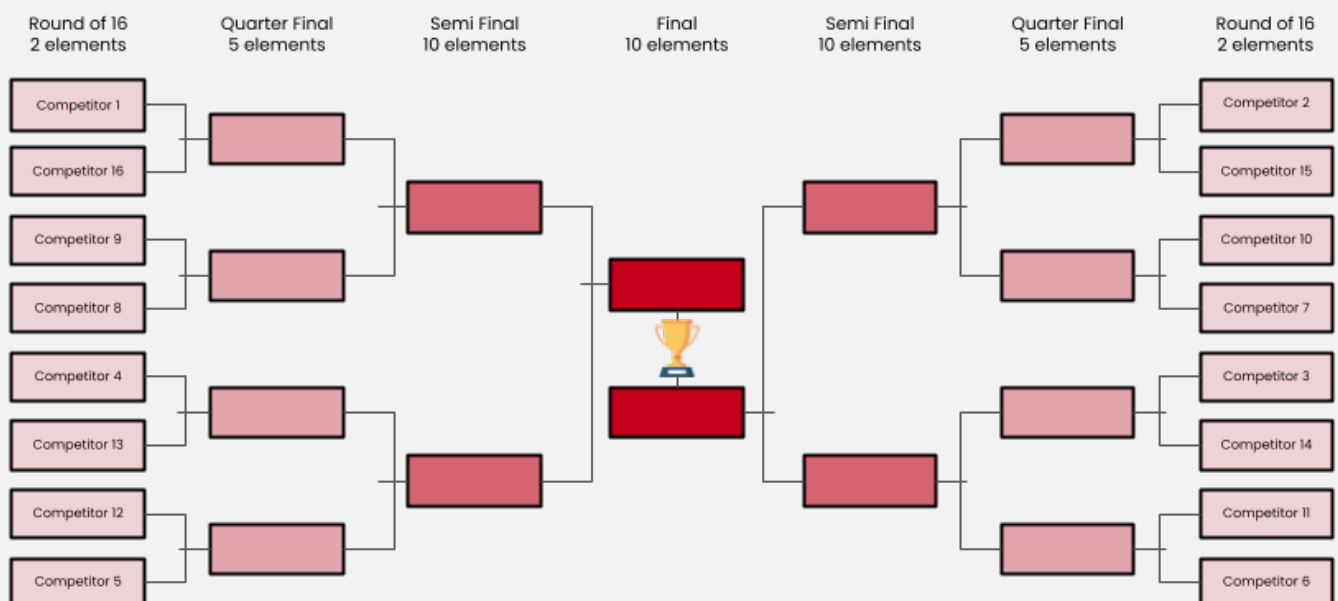 Round of 16
2 elements
Quarter Final
5 elements
Semi Final
10 elements
Final
10 elements
Semi Final
10 elements
Quarter Final
5 elements
Round of 16
2 elements
Competitor 1
Competitor 16
Competitor 9
Competitor 8
Competitor 4
Competitor 13
Competitor 12
Competitor 5
Competitor 2
Competitor 15
Competitor 10
Competitor 7
Competitor 3
Competitor 14
Competitor 11
Competitor 6